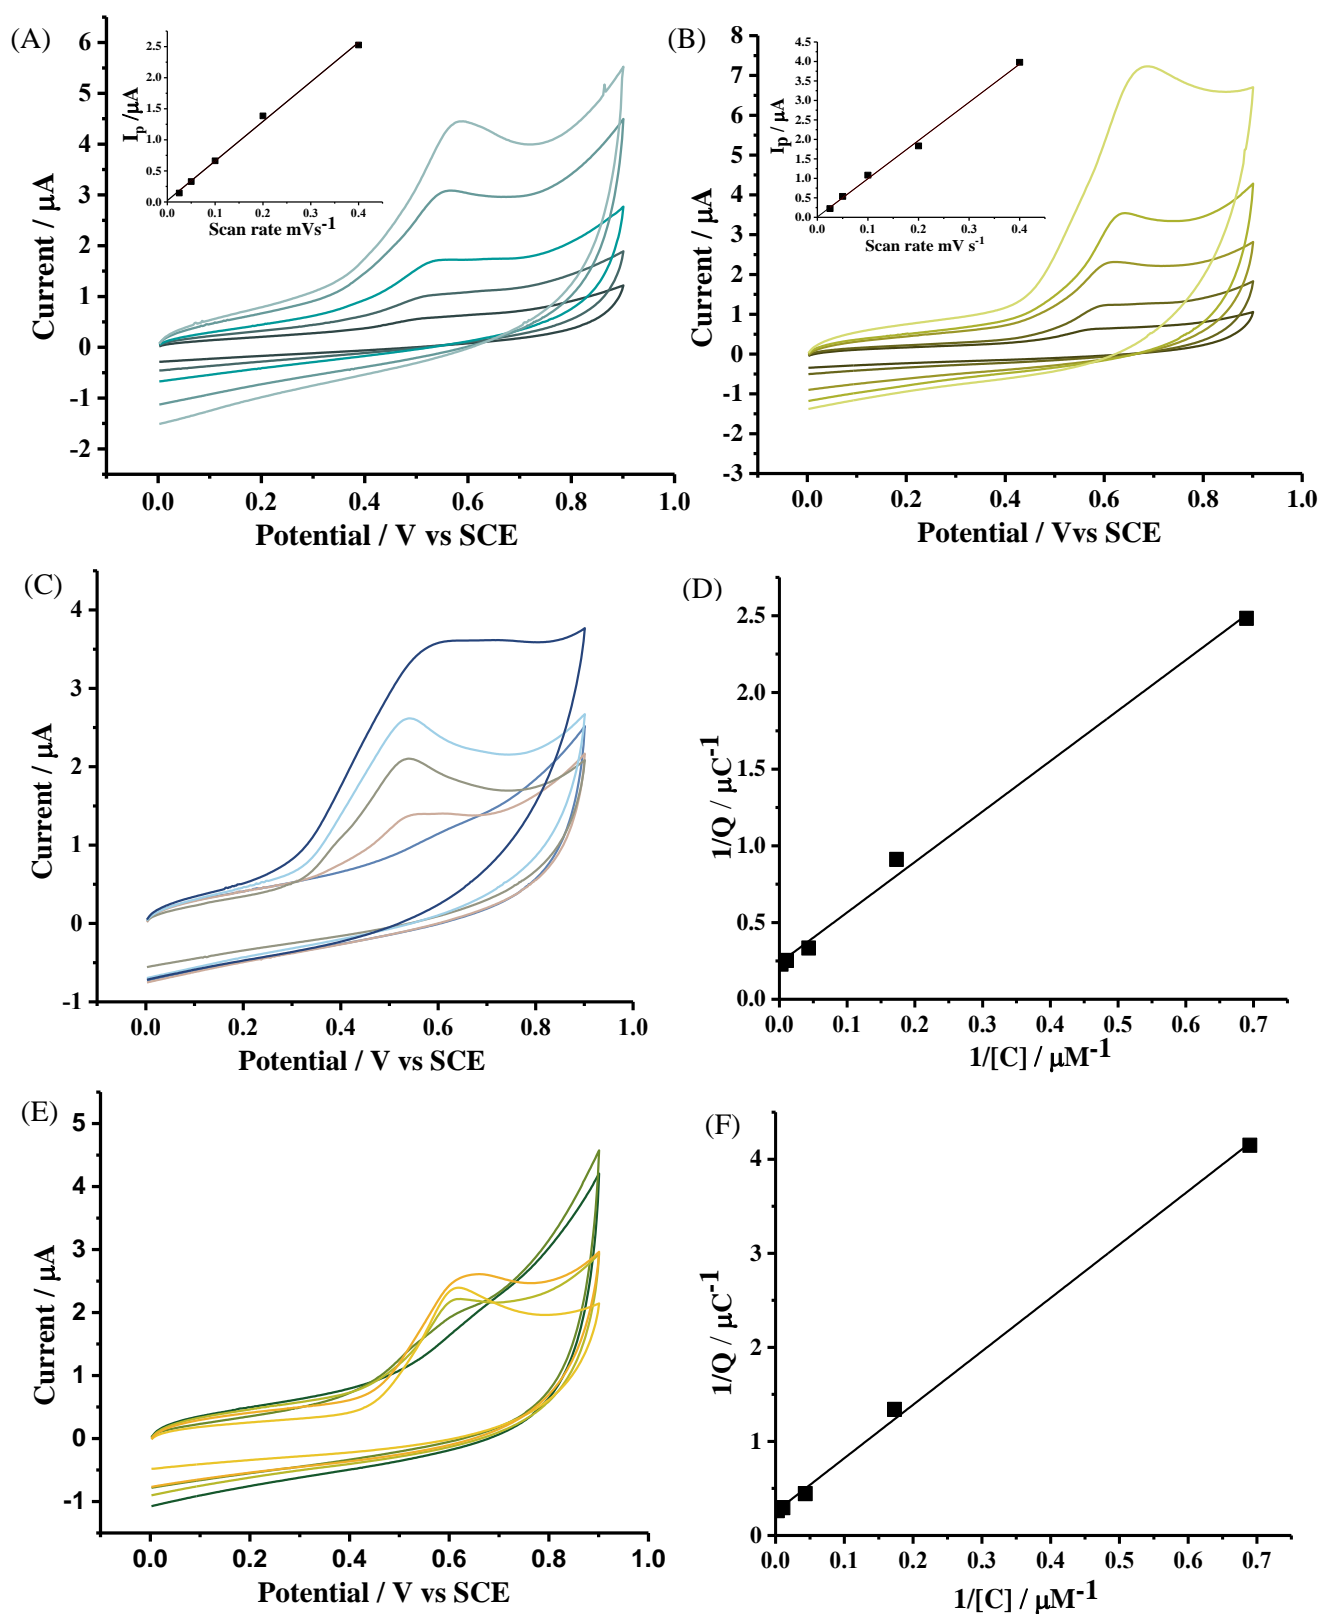 (A)
6
5
4
3
2
1
0
-1
-2
Current / μA
0.0 0.2 0.4 0.6 0.8 1.0
Potential / V vs SCE
2.5
2.0
1.5
1.0
0.5
0.0
Ip /μA
0.0 0.1 0.2 0.3 0.4
Scan rate mVs-1
(B)
8
7
6
5
4
3
2
1
0
-1
-2
-3
Current / μA
0.0 0.2 0.4 0.6 0.8 1.0
Potential / Vvs SCE
4.5
4.0
3.5
3.0
2.5
2.0
1.5
1.0
0.5
0.0
Ip / μA
0.0 0.1 0.2 0.3 0.4
Scan rate mV s-1
(C)
4
3
2
1
0
-1
Current / μA
0.0 0.2 0.4 0.6 0.8 1.0
Potential / V vs SCE
(D)
2.5
2.0
1.5
1.0
0.5
0.0
1/Q / μC-1
0.0 0.1 0.2 0.3 0.4 0.5 0.6 0.7
1/[C] / μM-1
(E)
5
4
3
2
1
0
-1
Current / μA
0.0 0.2 0.4 0.6 0.8 1.0
Potential / V vs SCE
(F)
4
3
2
1
0
1/Q / μC-1
0.0 0.1 0.2 0.3 0.4 0.5 0.6 0.7
1/[C] / μM-1